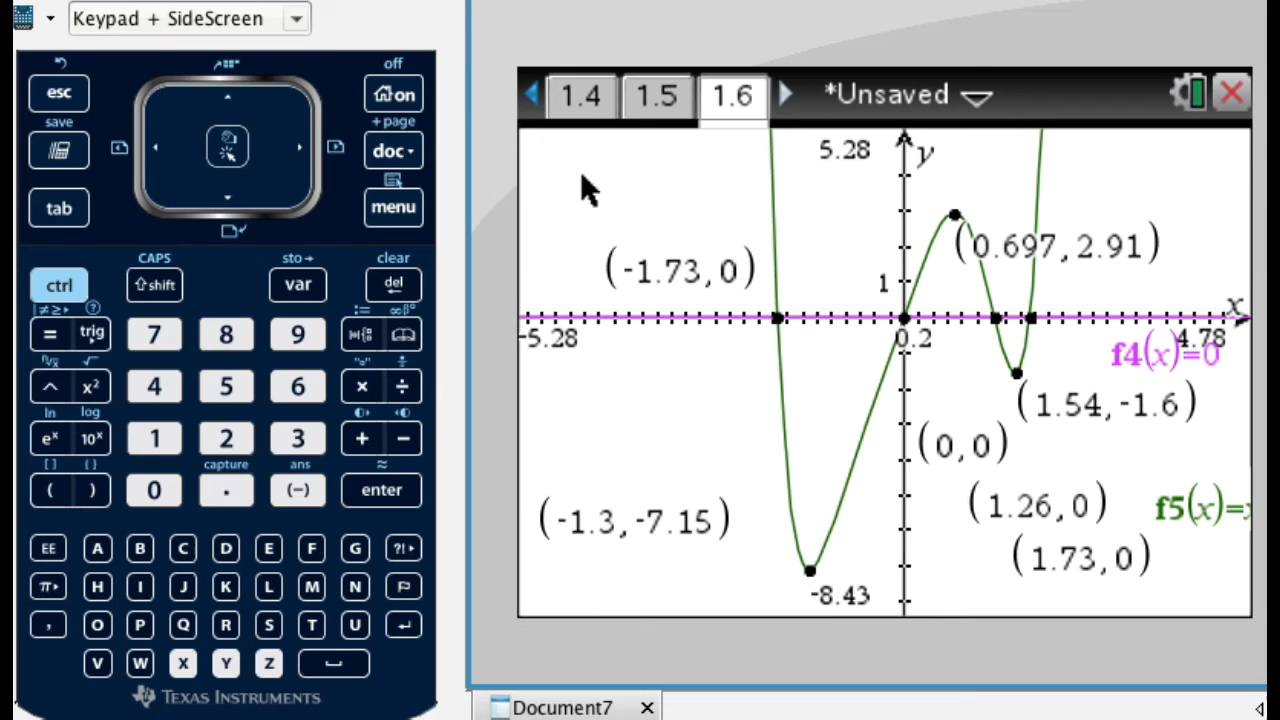 Keypad + SideScreen
off
esc
on
save
+ page
doc
tab
menu
CAPS
sto→
clear
ctrl
⇧shift
var
del
|≠≥▸
?
:=
∞β°
=
trig
7
8
9
|□|{□
ⁿ√x
√
"□"
÷
^
x²
4
5
6
×
÷
ln
log
eˣ
10ˣ
1
2
3
+
−
[ ]
{ }
capture
ans
≈
(
)
0
.
(−)
enter
EE
A
B
C
D
E
F
G
?!▸
π▸
H
I
J
K
L
M
N
,
O
P
Q
R
S
T
U
↵
V
W
X
Y
Z
TEXAS INSTRUMENTS
1.4
1.5
1.6
*Unsaved
5.28
y
(0.697, 2.91)
(-1.73, 0)
1
x
-5.28
0.2
4.78
f4(x)=0
(1.54, -1.6)
(0, 0)
(1.26, 0)
f5(x)=
(-1.3, -7.15)
(1.73, 0)
-8.43
Document7